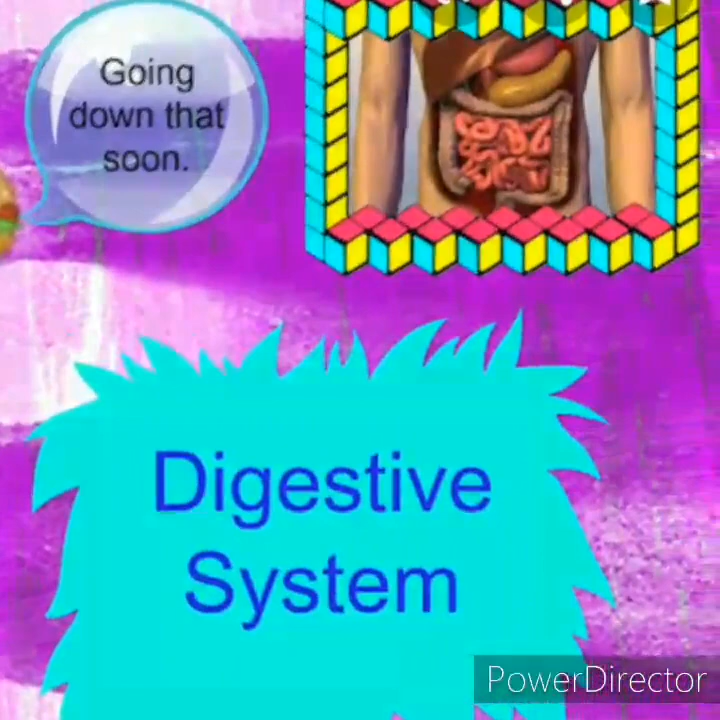 Going
down that
soon.
Digestive
System
PowerDirector